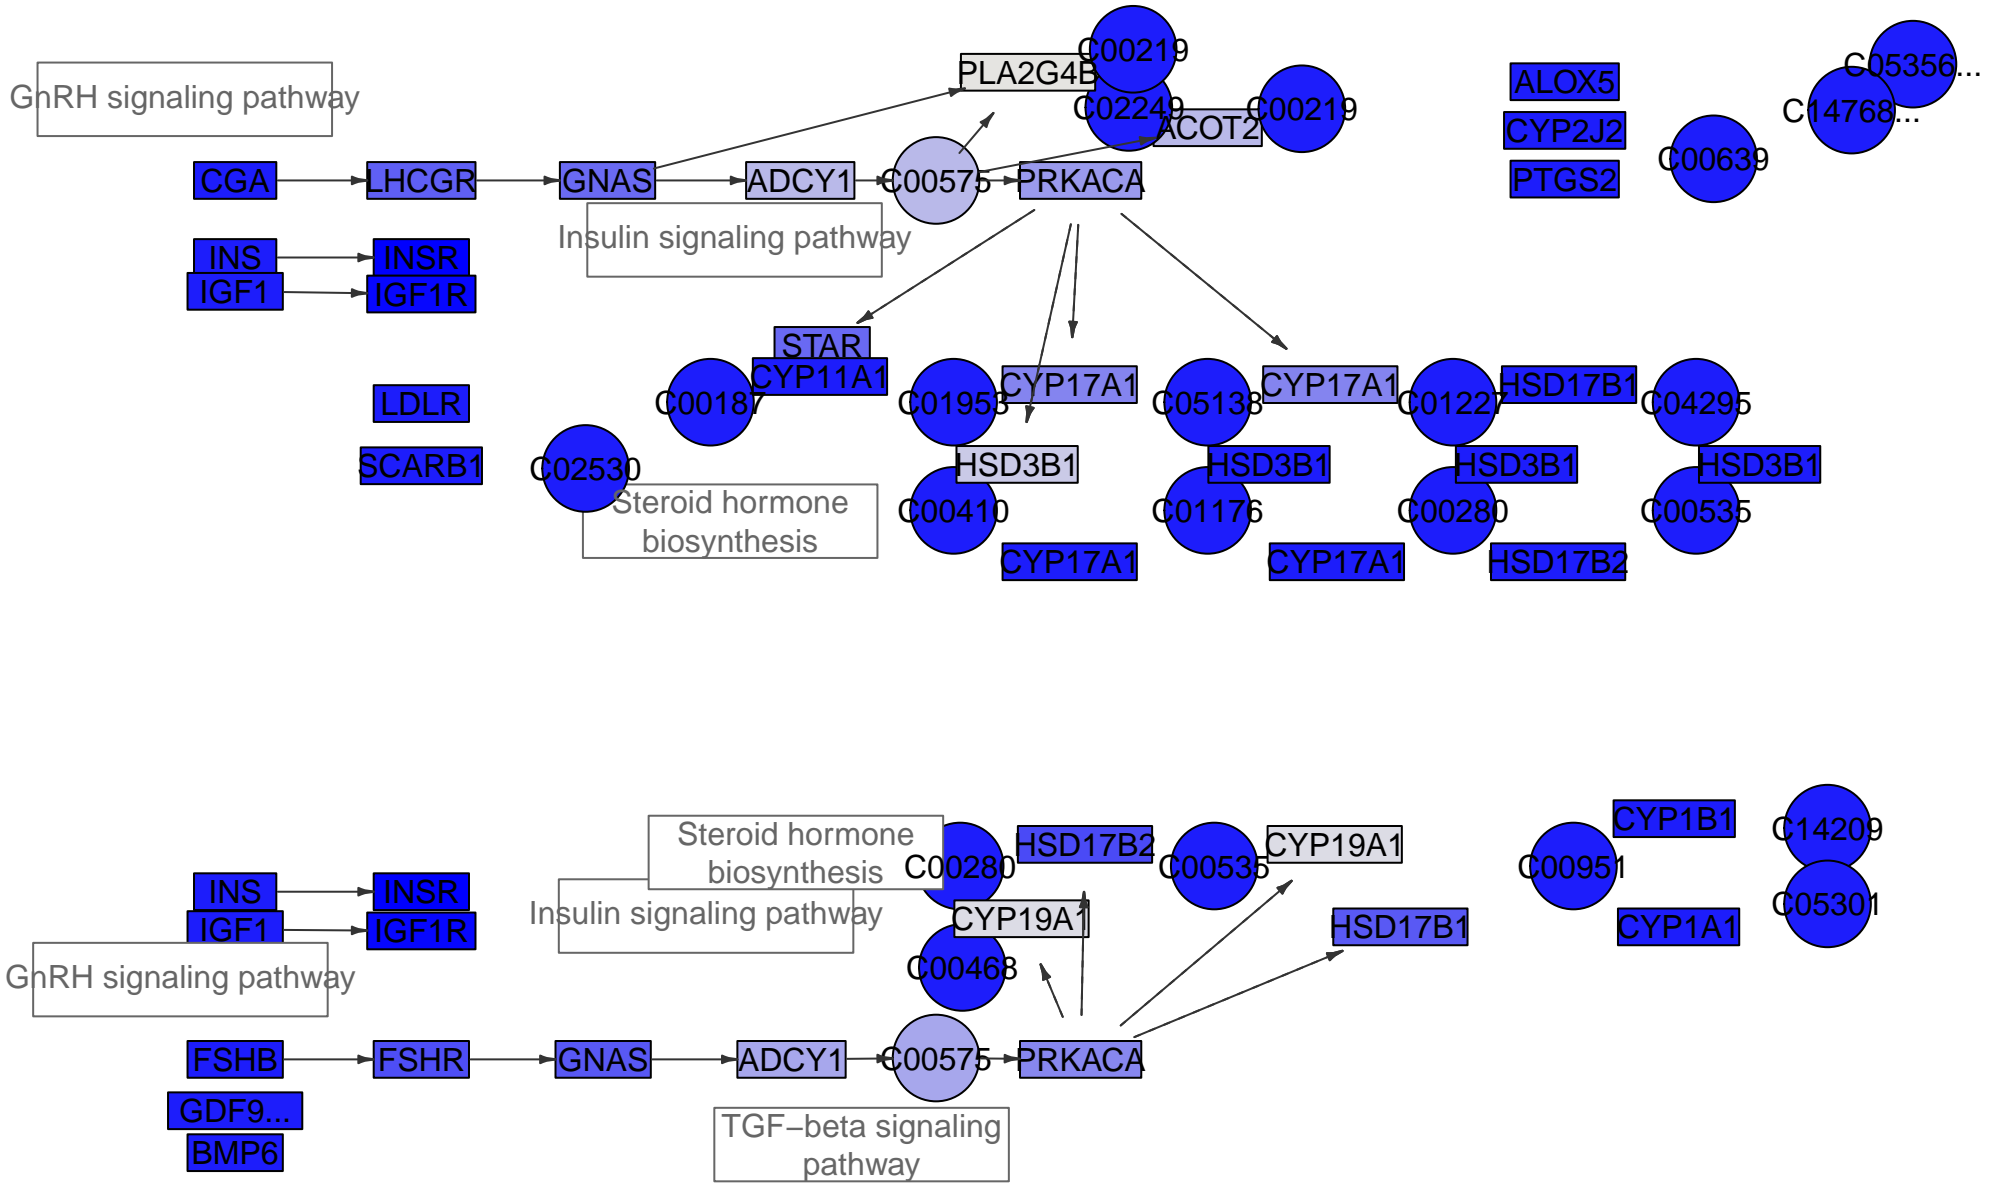 C00219
C05356...
PLA2G4B
ALOX5
GnRH signaling pathway
C02249
C00219
C14768...
ACOT2
CYP2J2
C00639
CGA
LHCGR
GNAS
ADCY1
C00575
PRKACA
PTGS2
Insulin signaling pathway
INS
INSR
IGF1
IGF1R
STAR
CYP11A1
CYP17A1
CYP17A1
HSD17B1
LDLR
C00187
C01953
C05138
C01227
C04295
SCARB1
C02530
HSD3B1
HSD3B1
HSD3B1
HSD3B1
Steroid hormone
biosynthesis
C00410
C01176
C00280
C00535
CYP17A1
CYP17A1
HSD17B2
Steroid hormone
biosynthesis
HSD17B2
CYP19A1
CYP1B1
C14209
C00280
C00535
C00951
INS
INSR
C05301
Insulin signaling pathway
CYP19A1
IGF1
IGF1R
HSD17B1
CYP1A1
GnRH signaling pathway
C00468
FSHB
FSHR
GNAS
ADCY1
C00575
PRKACA
GDF9...
BMP6
TGF−beta signaling
pathway